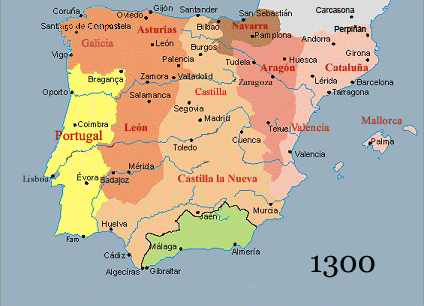 Coruña
Gijón
Santander
San Sebastián
Carcasona
Oviedo
Bilbao
Navarra
Santiago de Compostela
Asturias
Perpiñán
Galicia
León
Burgos
Pamplona
Andorra
Girona
Vigo
Palencia
Tudela
Huesca
Cataluña
Bragança
Zamora
Valladolid
Aragón
Lérida
Barcelona
Oporto
Salamanca
Castilla
Zaragoza
Tarragona
Segovia
Coimbra
León
Madrid
Teruel
Valencia
Mallorca
Portugal
Toledo
Cuenca
Palma
Valencia
Lisboa
Évora
Mérida
Badajoz
Castilla la Nueva
Huelva
Jaén
Murcia
Faro
Málaga
Almería
Cádiz
Algeciras
Gibraltar
1300